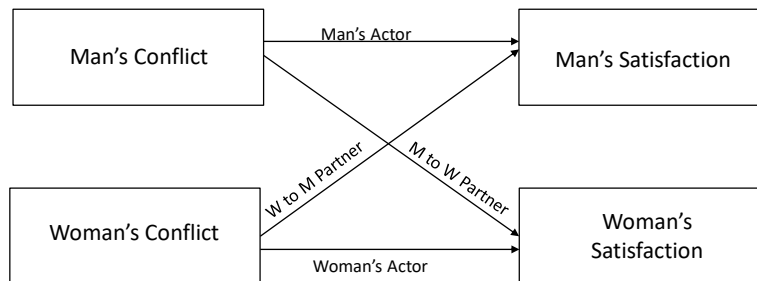 Man's Conflict
Man's Actor
Man's Satisfaction
W to M Partner
M to W Partner
Woman's Conflict
Woman's Actor
Woman's
Satisfaction